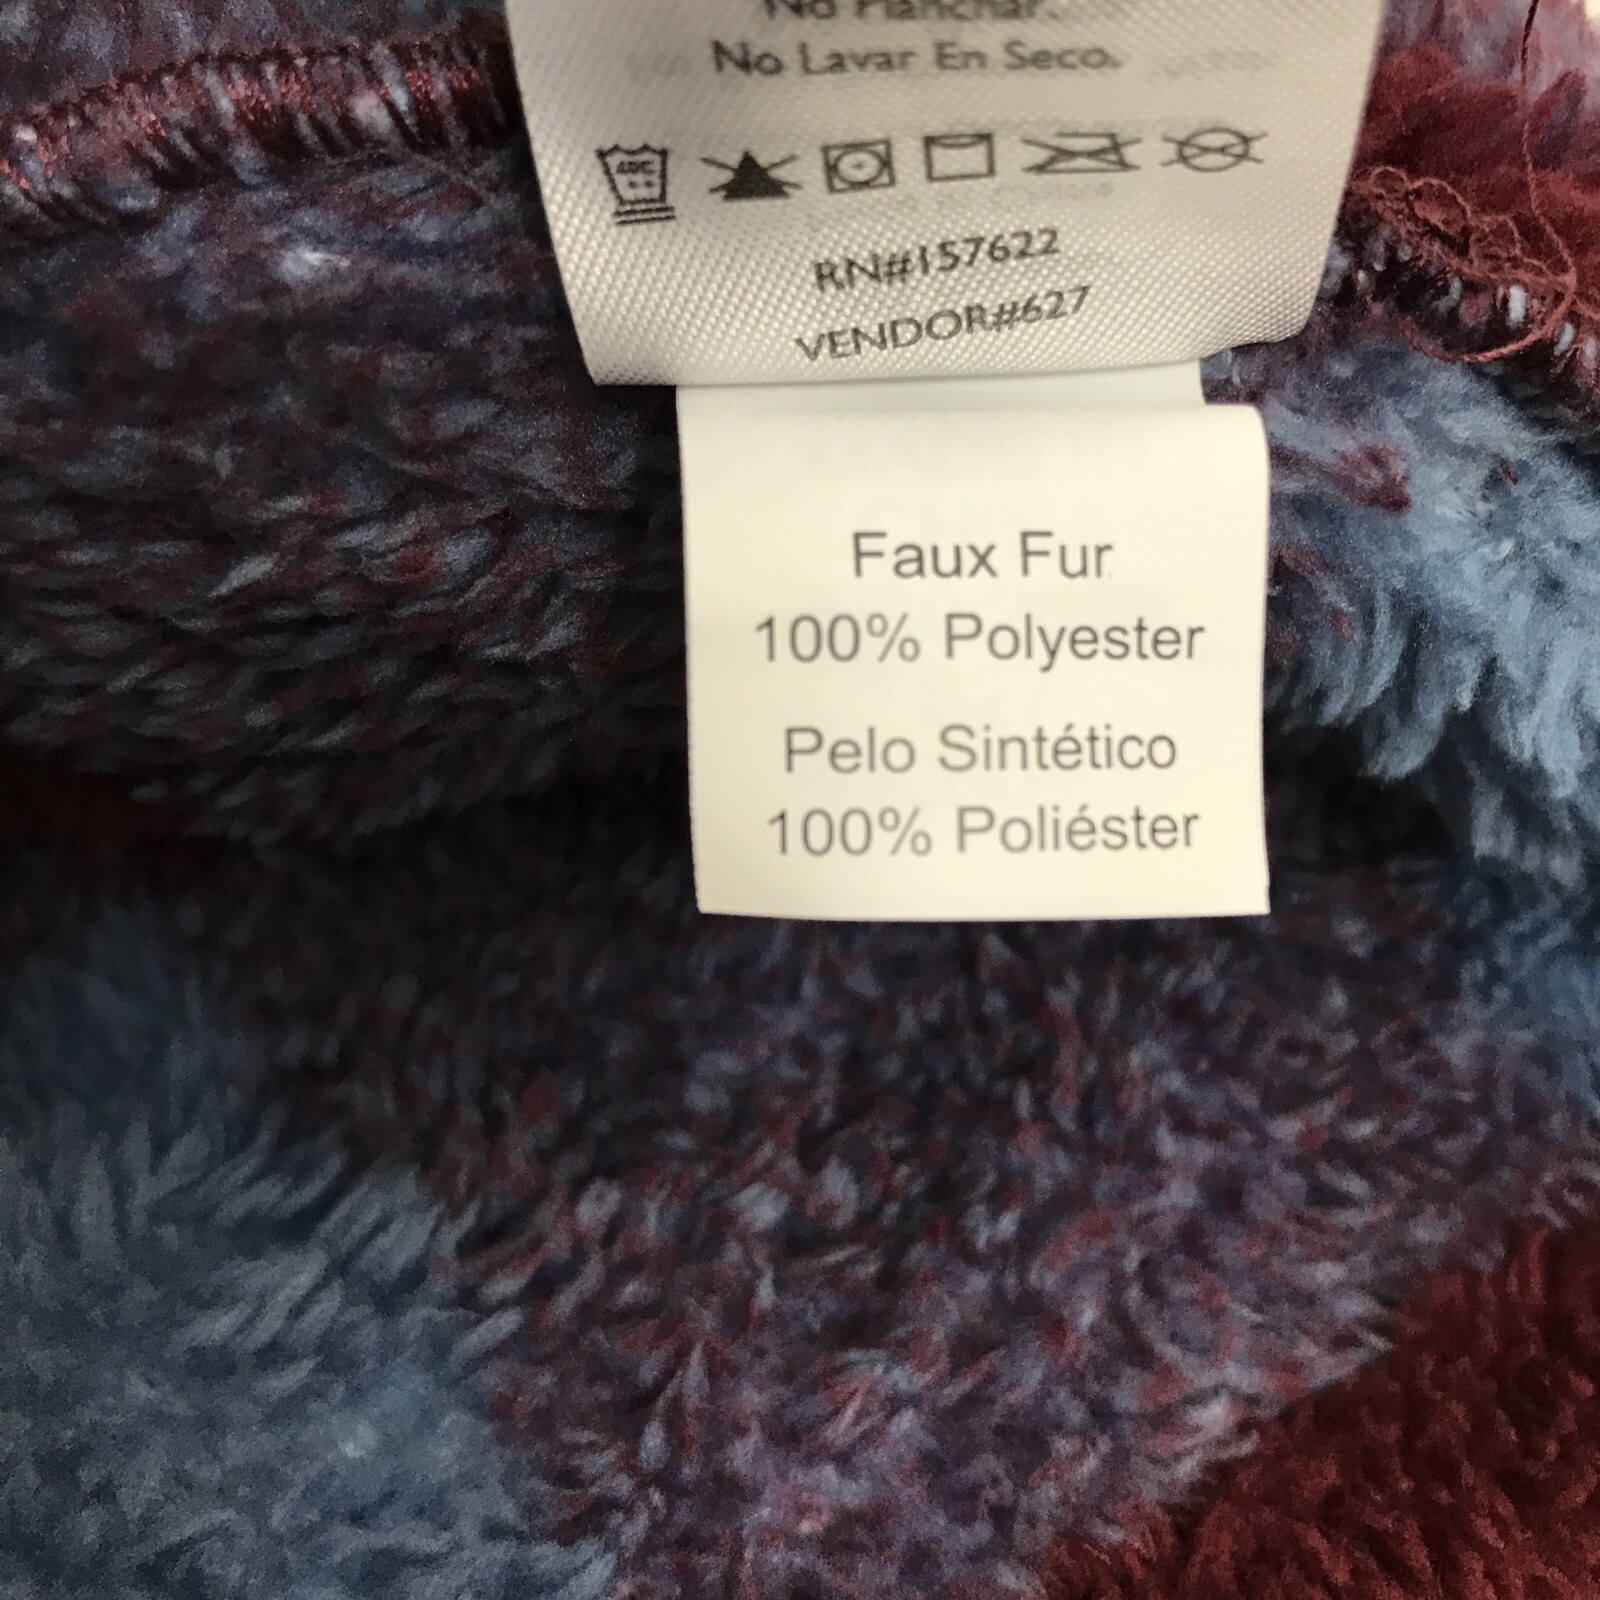 No Planchar.
No Lavar En Seco.
RN#157622
VENDOR#627
Faux Fur
100% Polyester
Pelo Sintético
100% Poliéster